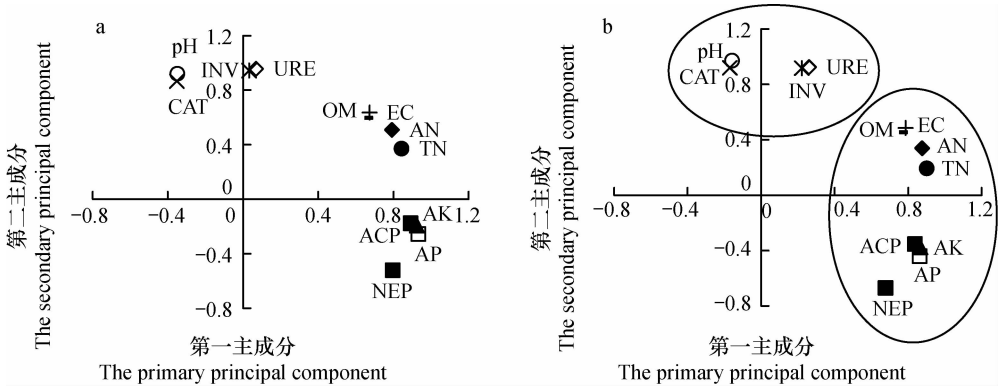 a
第二主成分
The secondary principal component
1.2
0.8
0.4
0
−0.4
−0.8
−0.8
−0.4
0
0.4
0.8
1.2
pH
CAT
INV
URE
OM
EC
AN
TN
AK
ACP
AP
NEP
第一主成分
The primary principal component
b
第二主成分
The secondary principal component
1.2
0.8
0.4
0
−0.4
−0.8
−0.8
−0.4
0
0.4
0.8
1.2
pH
CAT
URE
INV
OM
EC
AN
TN
ACP
AK
AP
NEP
第一主成分
The primary principal component